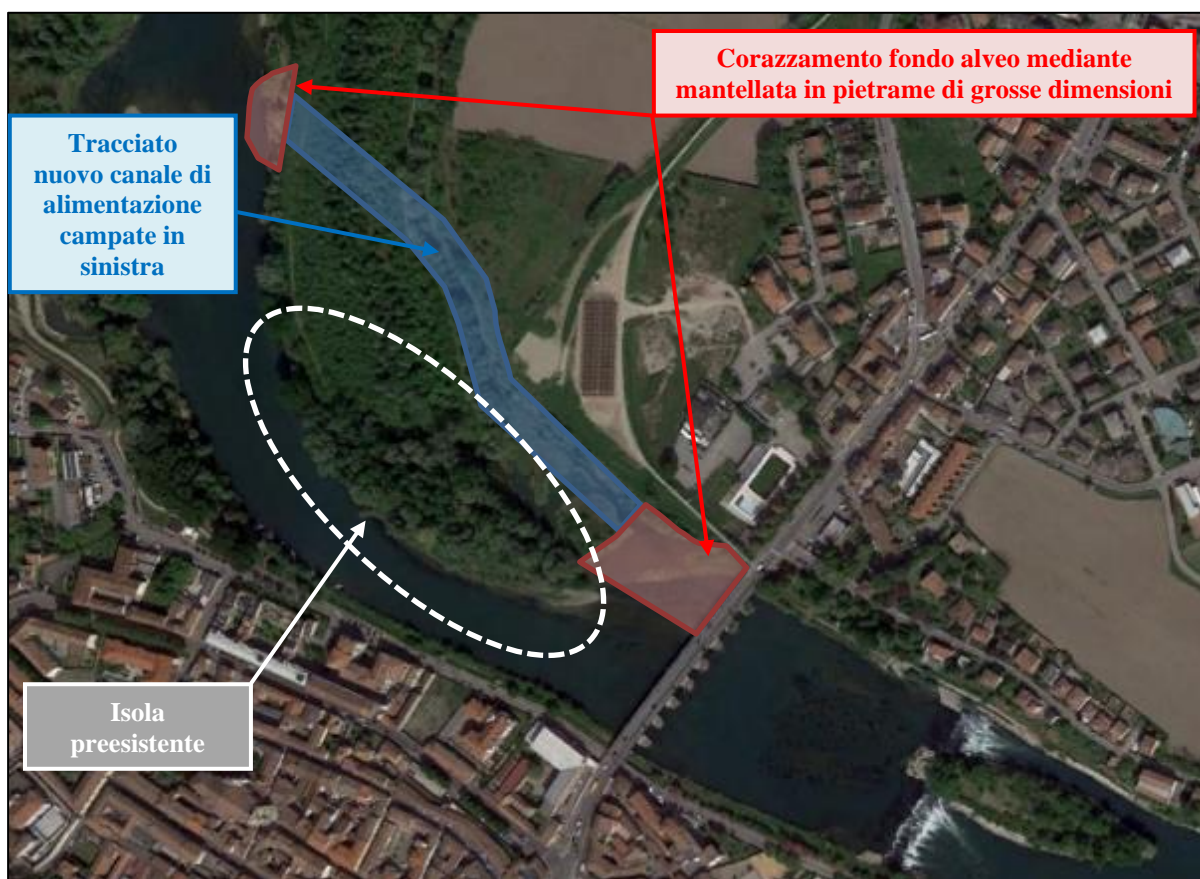 Corazzamento fondo alveo mediante
mantellata in pietrame di grosse dimensioni
Tracciato
nuovo canale di
alimentazione
campate in
sinistra
Isola
preesistente